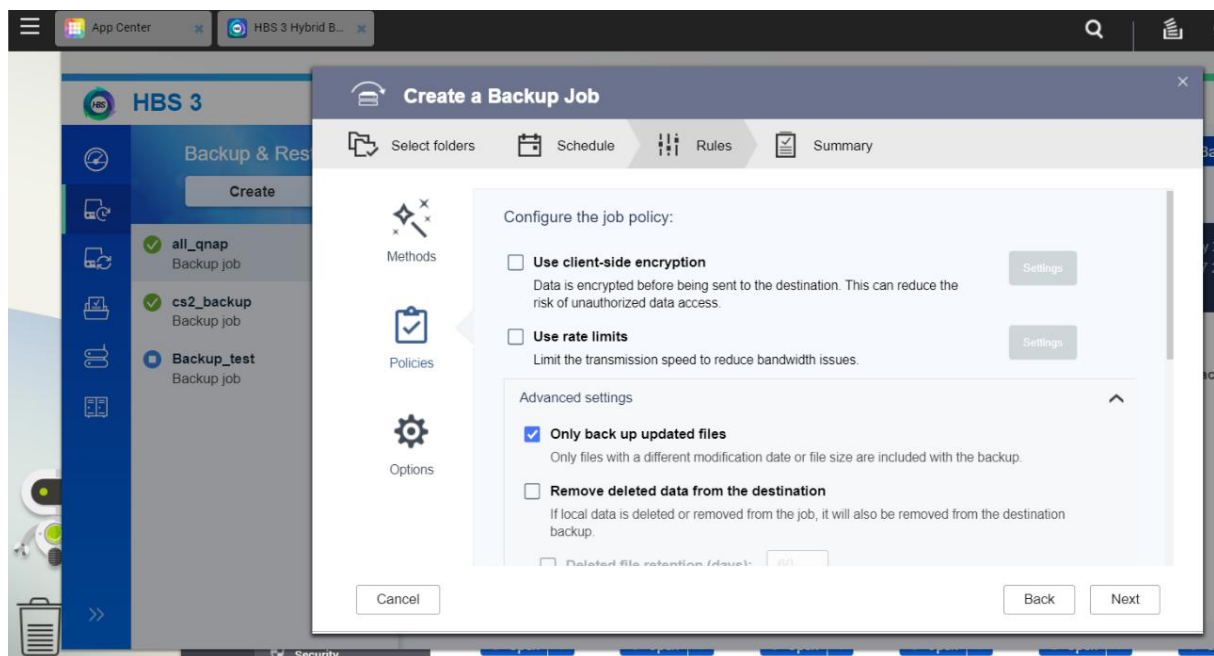 App Center
HBS 3 Hybrid B...
HBS
HBS 3
Create a Backup Job
Select folders
Schedule
Rules
Summary
Backup & Res
Create
all_qnap
Backup job
cs2_backup
Backup job
Backup_test
Backup job
Methods
Policies
Options
Configure the job policy:
Use client-side encryption
Settings
Data is encrypted before being sent to the destination. This can reduce the
risk of unauthorized data access.
Use rate limits
Settings
Limit the transmission speed to reduce bandwidth issues.
Advanced settings
Only back up updated files
Only files with a different modification date or file size are included with the backup.
Remove deleted data from the destination
If local data is deleted or removed from the job, it will also be removed from the destination
backup.
Deleted file retention (days):
Cancel
Back
Next
Security